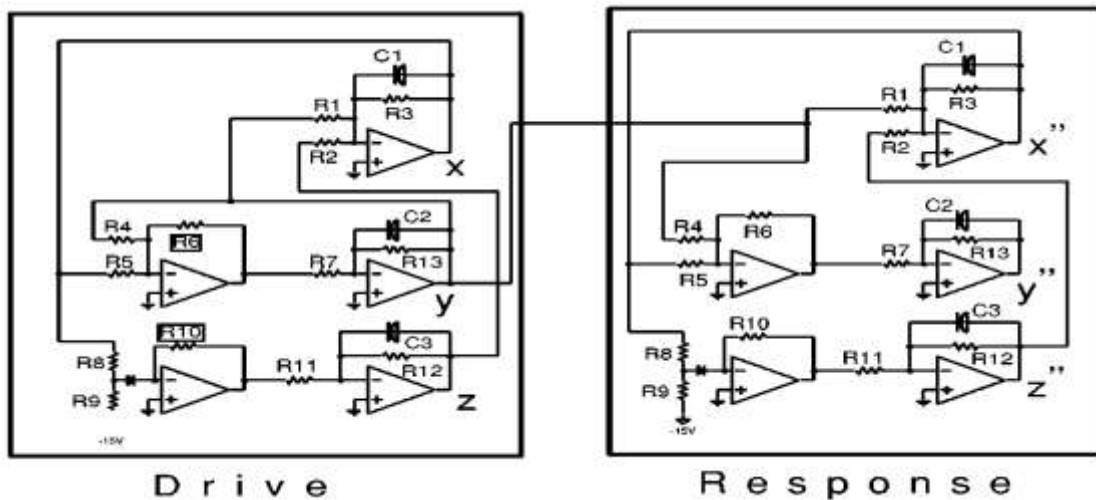 C1
R1
R3
R2
x
R4
R6
C2
R5
R7
R13
y
R10
R8
C3
R11
R12
R9
z
-15V
Drive
C1
R1
R3
R2
x”
R4
R6
C2
R5
R7
R13
y”
R10
C3
R8
R11
R12
R9
z”
-15V
Response